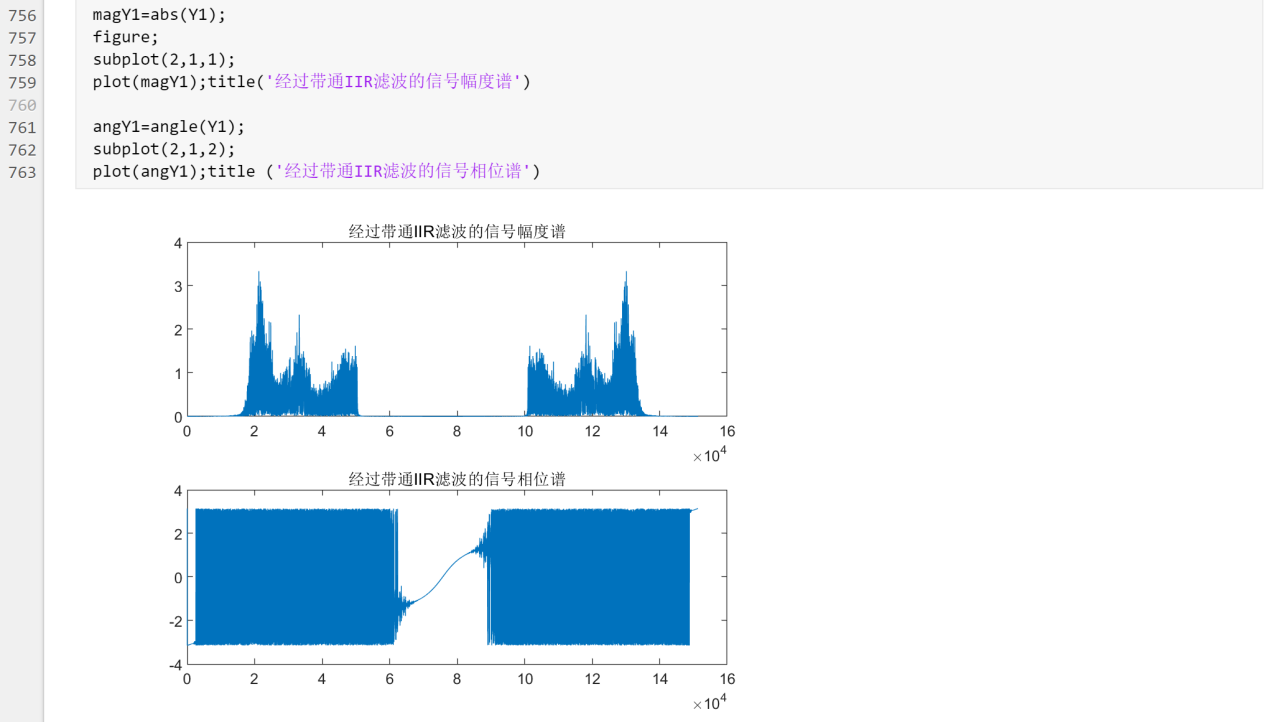 756 magY1=abs(Y1);
757 figure;
758 subplot(2,1,1);
759 plot(magY1);title('经过带通IIR滤波的信号幅度谱')
760
761 angY1=angle(Y1);
762 subplot(2,1,2);
763 plot(angY1);title ('经过带通IIR滤波的信号相位谱')
经过带通IIR滤波的信号幅度谱
4
3
2
1
0
0 2 4 6 8 10 12 14 16
×10^4
经过带通IIR滤波的信号相位谱
4
2
0
-2
-4
0 2 4 6 8 10 12 14 16
×10^4